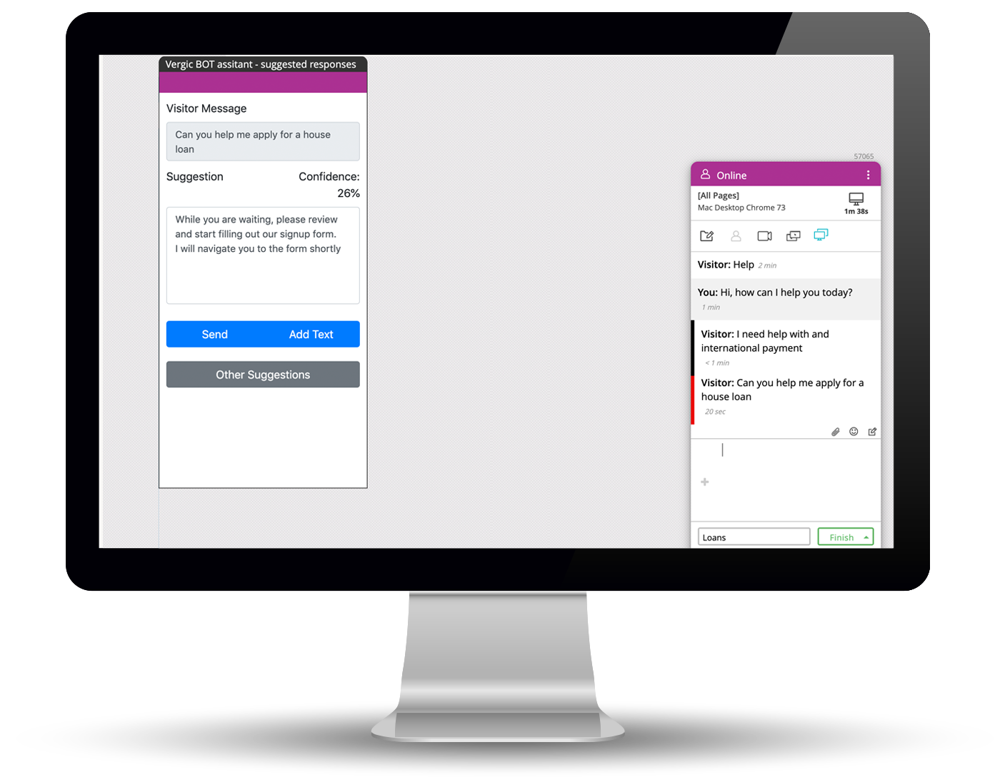 Vergic BOT assitant - suggested responses
Visitor Message
Can you help me apply for a house
loan
Suggestion
Confidence:
26%
While you are waiting, please review
and start filling out our signup form.
I will navigate you to the form shortly
Send
Add Text
Other Suggestions
57065
Online
[All Pages]
Mac Desktop Chrome 73
1m 38s
Visitor: Help 2 min
You: Hi, how can I help you today?
1 min
Visitor: I need help with and
international payment
< 1 min
Visitor: Can you help me apply for a
house loan
20 sec
Loans
Finish